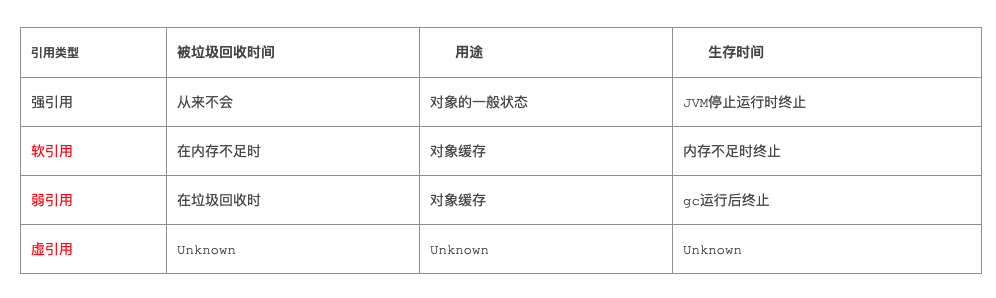 引用类型 被垃圾回收时间 用途 生存时间
强引用 从来不会 对象的一般状态 JVM停止运行时终止
软引用 在内存不足时 对象缓存 内存不足时终止
弱引用 在垃圾回收时 对象缓存 gc运行后终止
虚引用 Unknown Unknown Unknown